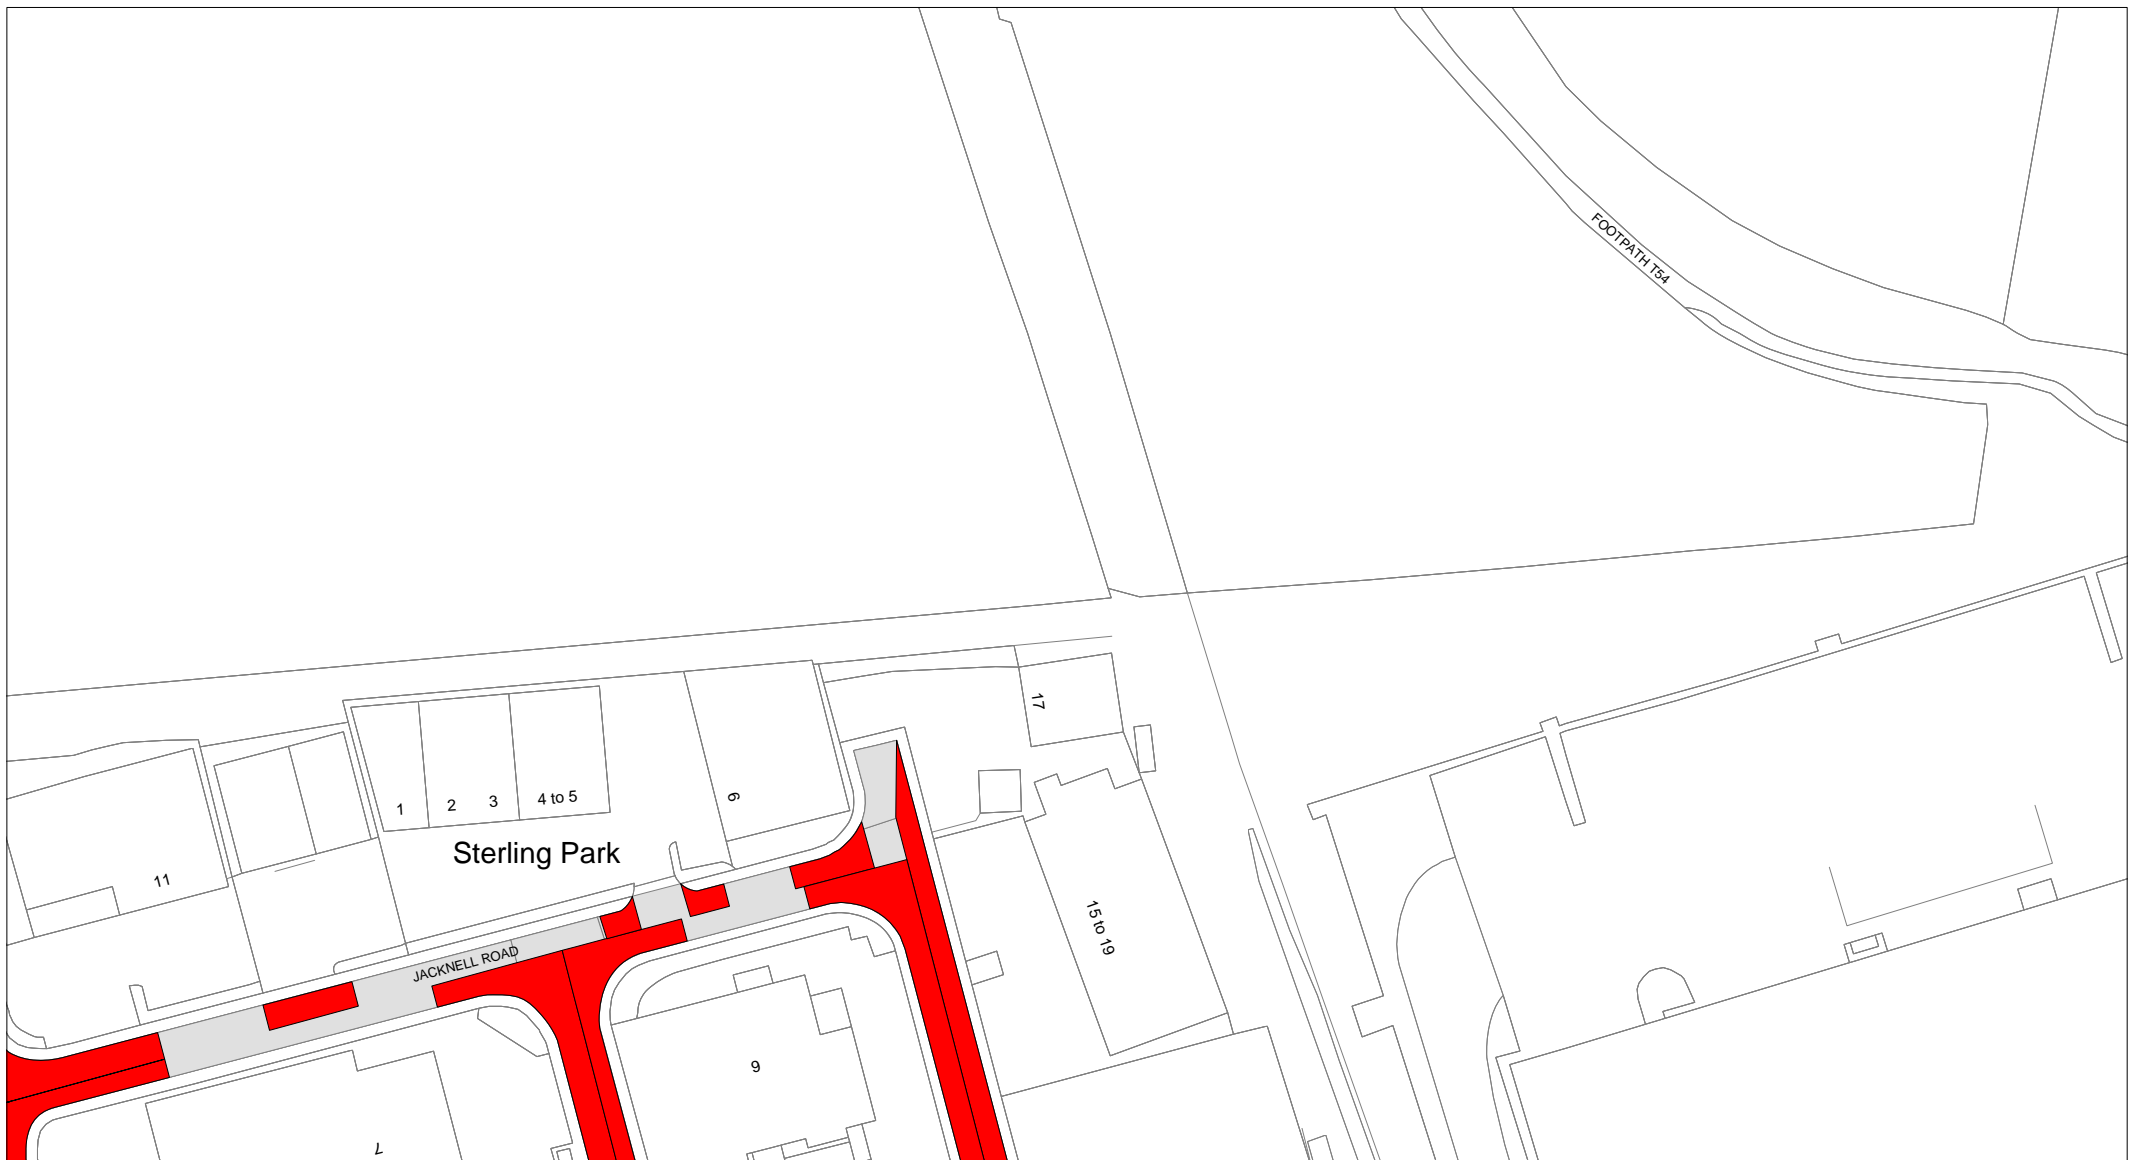 FOOTPATH T54
17
1
2
3
4 to 5
6
Sterling Park
11
15 to 19
JACKNELL ROAD
9
7